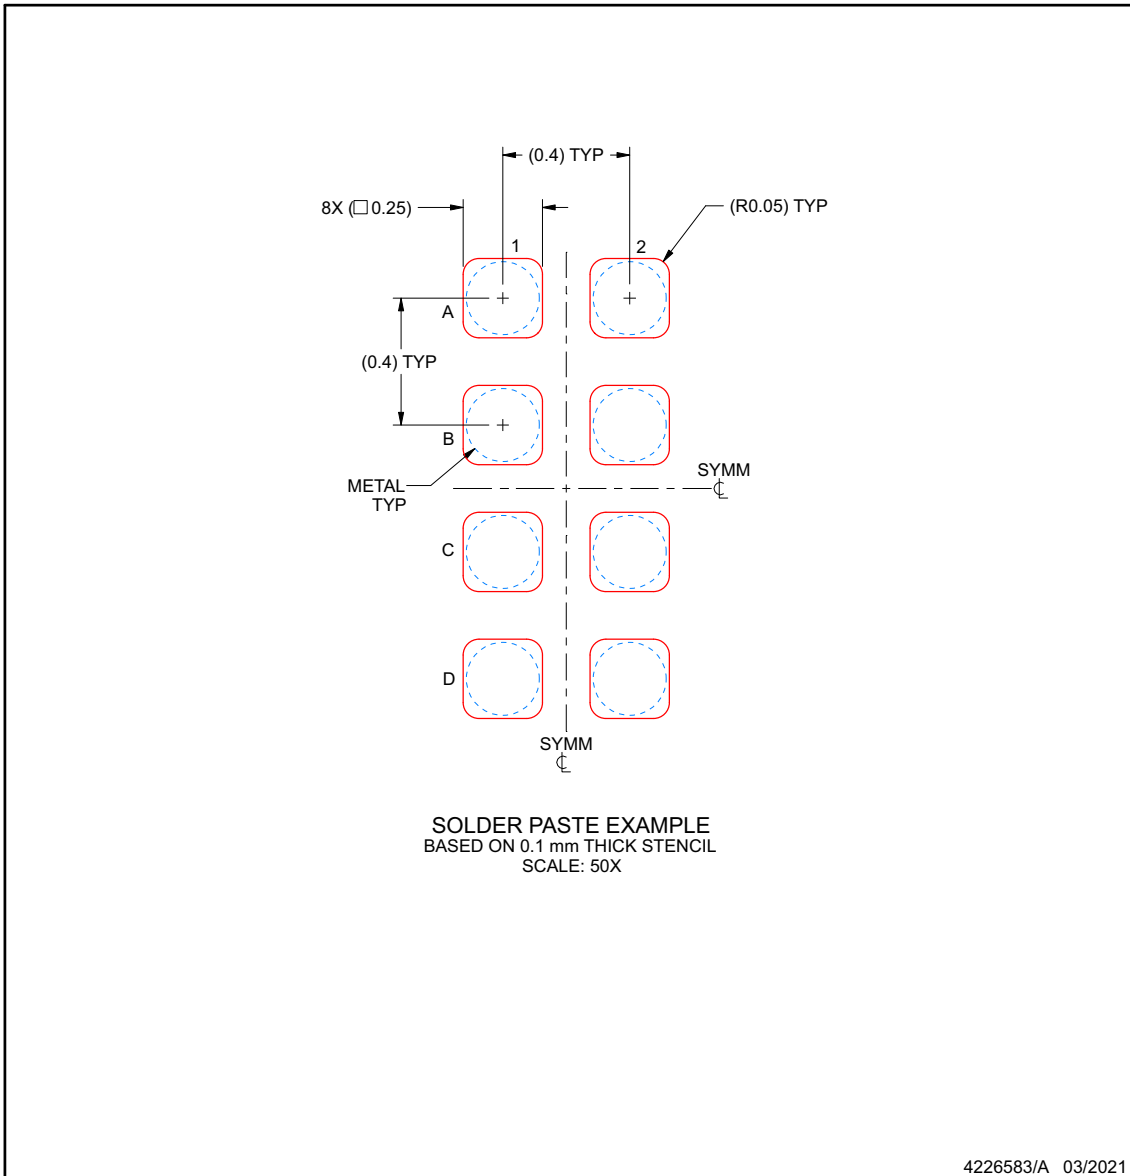 (0.4) TYP
8X (□ 0.25)
(R0.05) TYP
1
2
A
(0.4) TYP
B
METAL
TYP
SYMM
℄
C
D
SYMM
℄
SOLDER PASTE EXAMPLE
BASED ON 0.1 mm THICK STENCIL
SCALE: 50X
4226583/A 03/2021